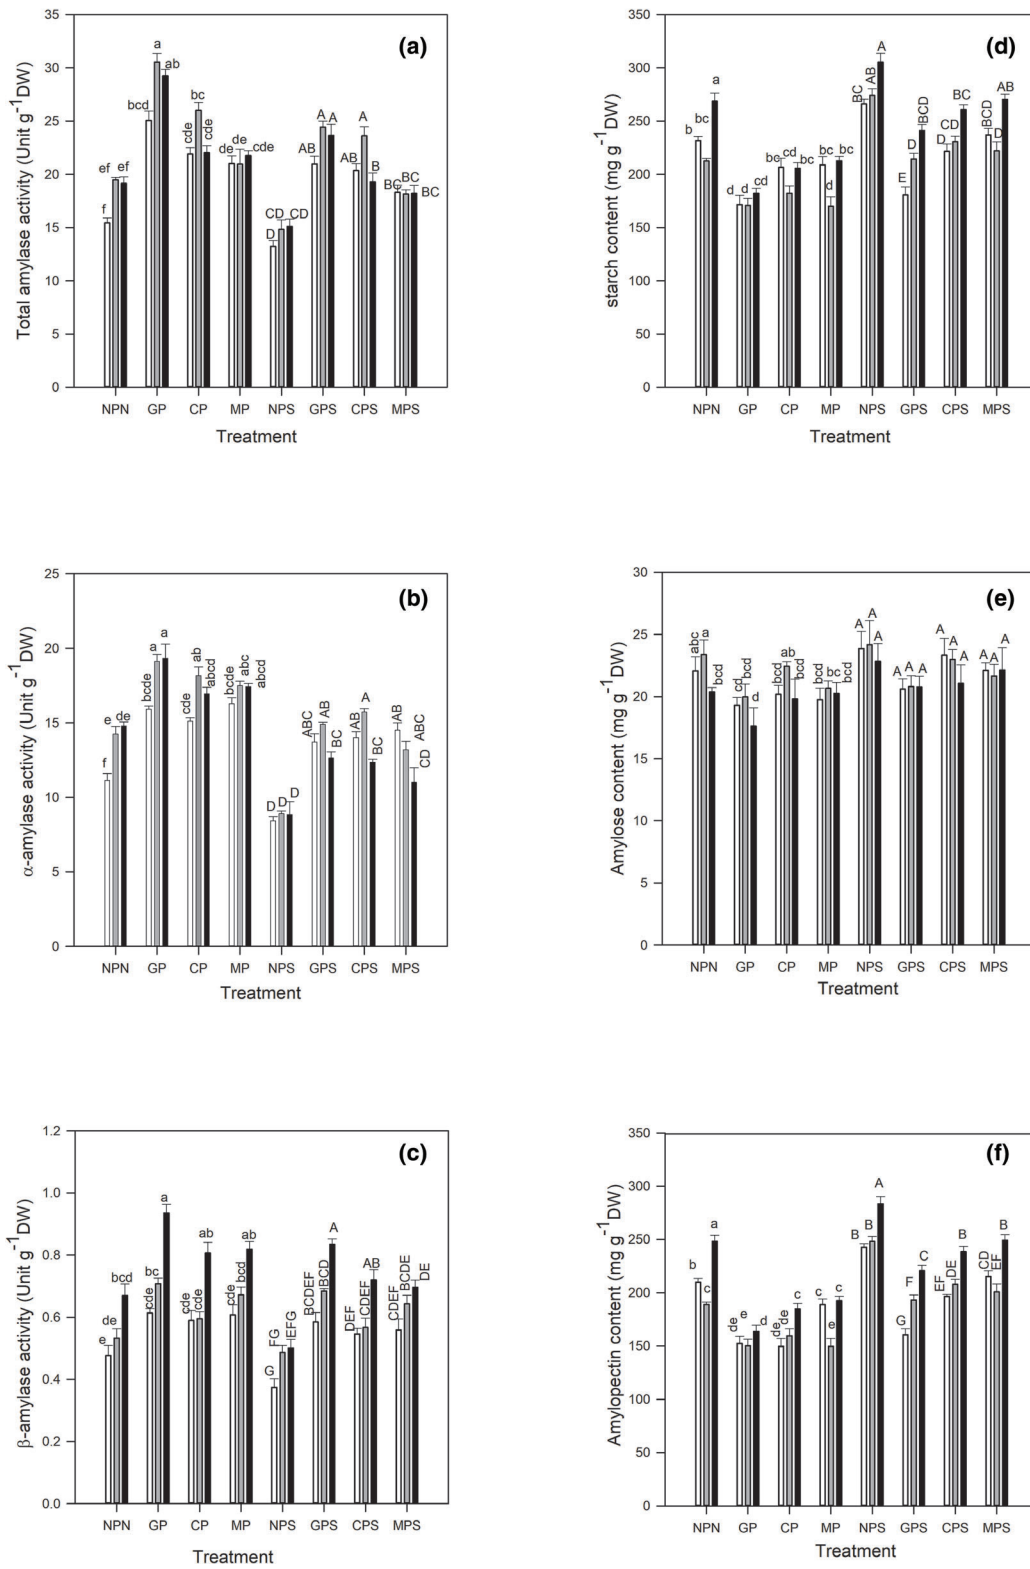 (a)
Total amylase activity (Unit g-1DW)
35
30
25
20
15
10
5
0
f ef ef
bcd a ab
cde bc cde
de de cde
D CD CD
AB A A
AB A B
BC BC BC
NPN GP CP MP NPS GPS CPS MPS
Treatment
(d)
starch content (mg g-1DW)
350
300
250
200
150
100
50
0
b bc a
d d cd
bc cd bc
bc d bc
BC AB A
E D BCD
D CD BC
BCD D B
NPN GP CP MP NPS GPS CPS MPS
Treatment
(b)
α-amylase activity (Unit g-1DW)
25
20
15
10
5
0
f e de
bcde a a
cde ab abcd
bcde abc abcd
D D D
ABC AB BC
AB A BC
AB ABC CD
NPN GP CP MP NPS GPS CPS MPS
Treatment
(e)
Amylose content (mg g-1DW)
30
25
20
15
10
5
0
abc a bcd
cd bcd d
bcd ab bcd
bcd bcd bcd
A A A
A A A
A A A
A A A
NPN GP CP MP NPS GPS CPS MPS
Treatment
(c)
β-amylase activity (Unit g-1DW)
1.2
1.0
0.8
0.6
0.4
0.2
0.0
e de bcd
cde bc a
cde cde ab
cde bcd ab
G FG EFG
BCDEF BCD A
DEF CDEF AB
CDEF BCDE DE
NPN GP CP MP NPS GPS CPS MPS
Treatment
(f)
Amylopectin content (mg g-1DW)
350
300
250
200
150
100
50
0
b c a
de e d
de de c
c e c
B B A
G F C
EF DE B
CD EF B
NPN GP CP MP NPS GPS CPS MPS
Treatment